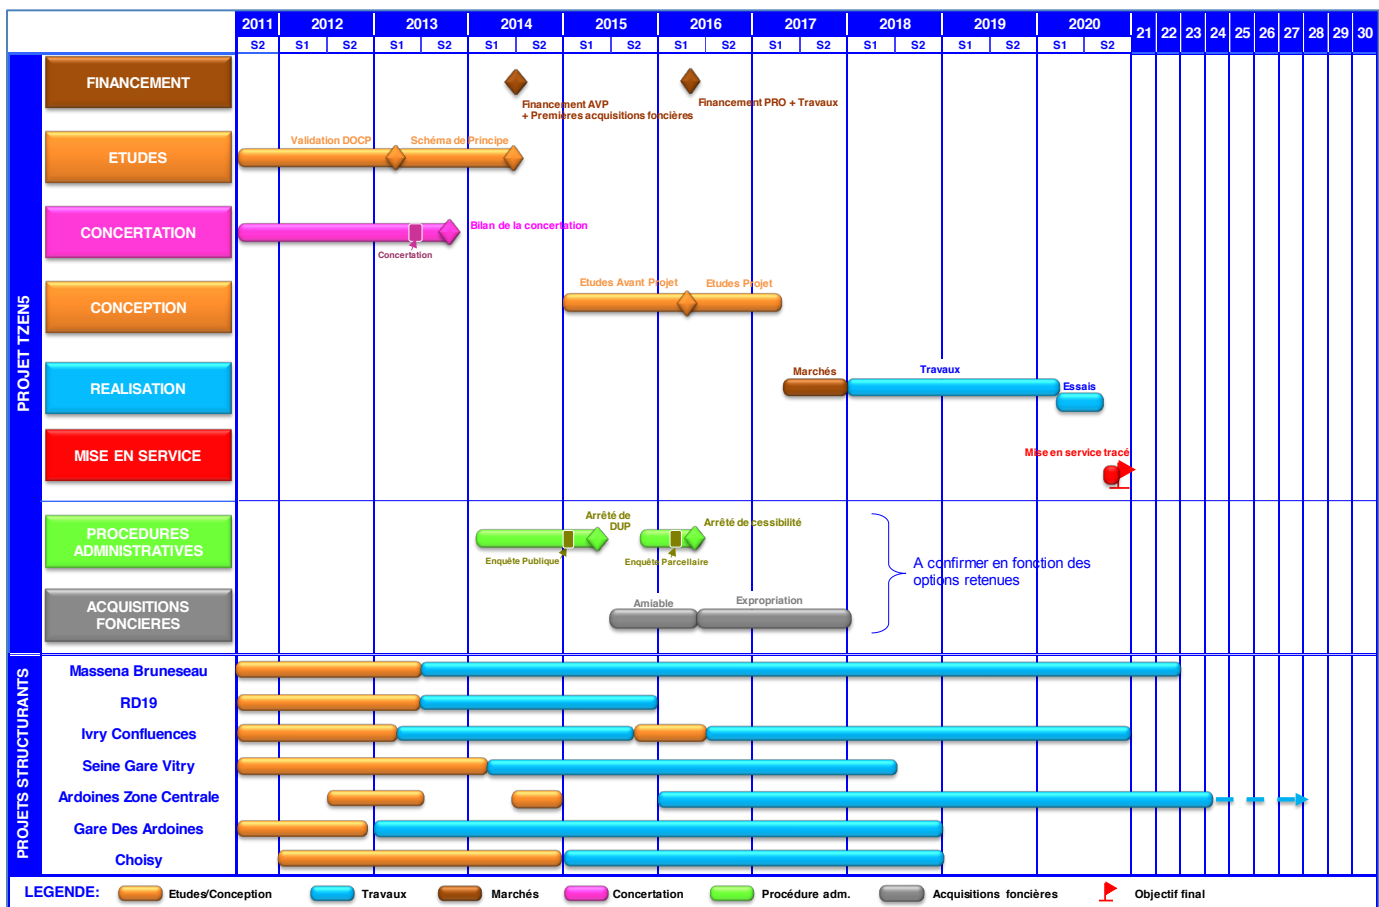 2011 2012 2013 2014 2015 2016 2017 2018 2019 2020 21 22 23 24 25 26 27 28 29 30
S2 S1 S2 S1 S2 S1 S2 S1 S2 S1 S2 S1 S2 S1 S2 S1 S2 S1 S2
PROJET TZEN5
FINANCEMENT
Financement AVP
+ Premières acquisitions foncières
Financement PRO + Travaux
ETUDES
Validation DOCP
Schéma de Principe
CONCERTATION
Bilan de la concertation
Concertation
CONCEPTION
Etudes Avant Projet
Etudes Projet
REALISATION
Marchés
Travaux
Essais
MISE EN SERVICE
Mise en service tracé
PROCEDURES
ADMINISTRATIVES
Arrêté de
DUP
Enquête Publique
Arrêté de cessibilité
Enquête Parcellaire
A confirmer en fonction des
options retenues
ACQUISITIONS
FONCIERES
Amiable
Expropriation
PROJETS STRUCTURANTS
Massena Bruneseau
RD19
Ivry Confluences
Seine Gare Vitry
Ardoines Zone Centrale
Gare Des Ardoines
Choisy
LEGENDE: Etudes/Conception Travaux Marchés Concertation Procédure adm. Acquisitions foncières Objectif final